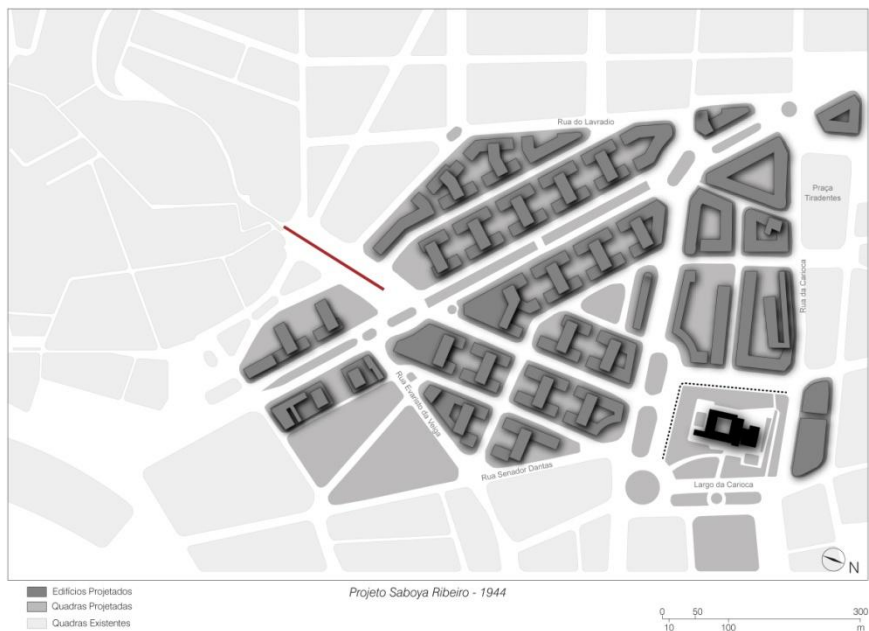 Rua do Lavradio
Praça
Tiradentes
Rua da Carioca
Rua Evaristo da Veiga
Rua Senador Dantas
Largo da Carioca
N
Edifícios Projetados
Quadras Projetadas
Quadras Existentes
Projeto Saboya Ribeiro - 1944
0 50 300
10 100 m